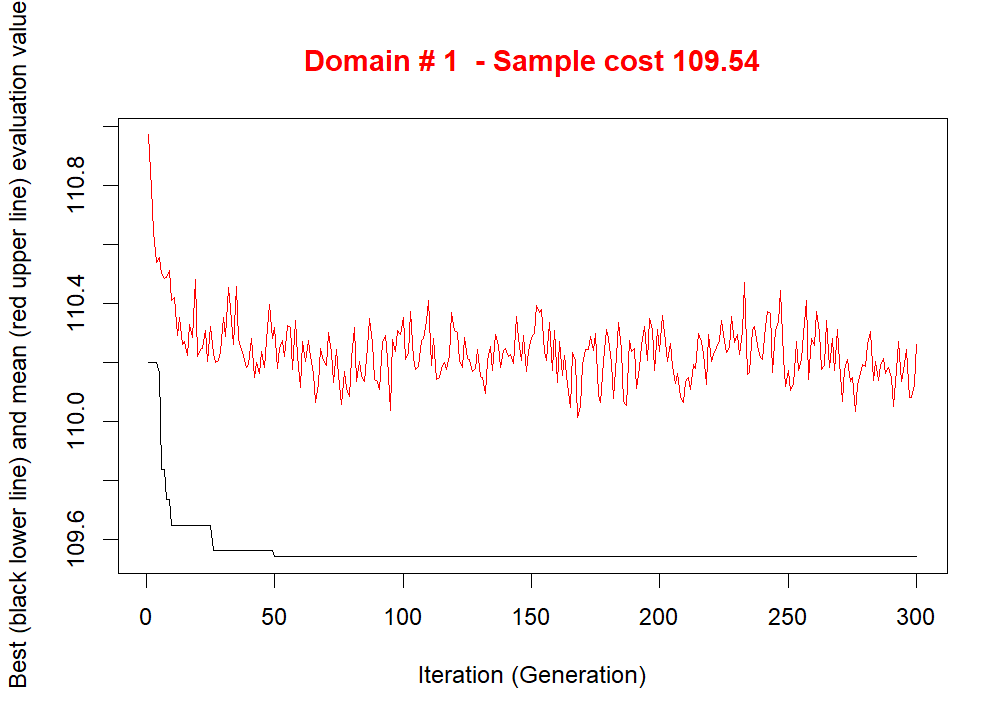 Domain # 1  - Sample cost 109.54
Best (black lower line) and mean (red upper line) evaluation value
110.8
110.4
110.0
109.6
0 50 100 150 200 250 300
Iteration (Generation)